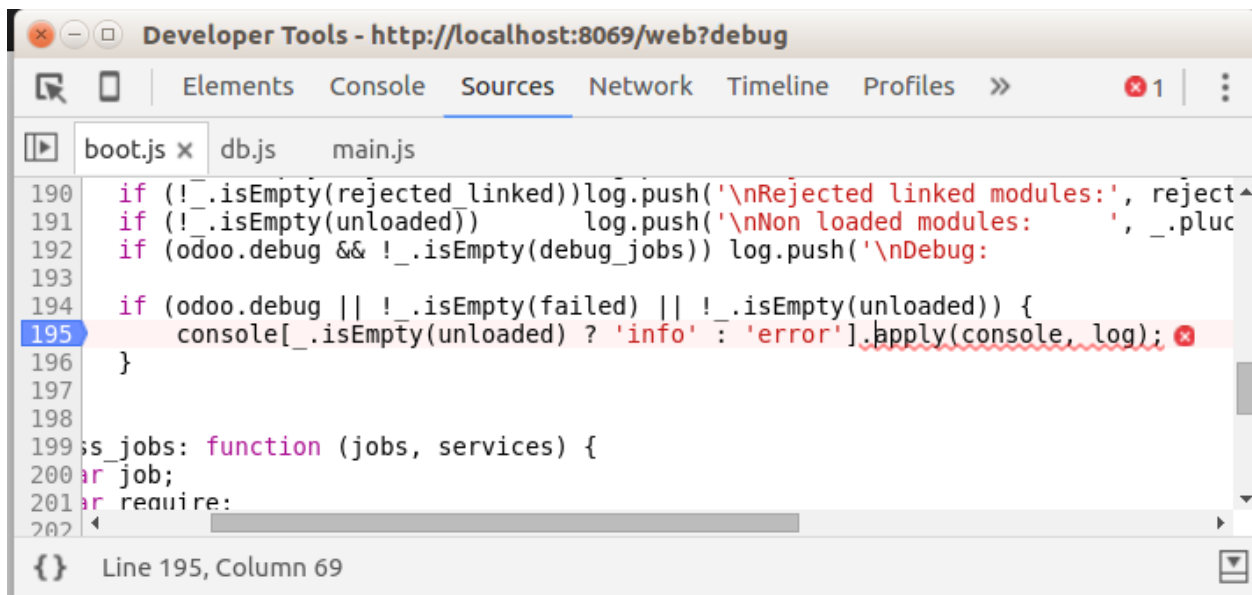 Developer Tools - http://localhost:8069/web?debug
Elements Console Sources Network Timeline Profiles » 1
boot.js × db.js main.js
190 if (!_.isEmpty(rejected_linked))log.push('\nRejected linked modules:', reject
191 if (!_.isEmpty(unloaded)) log.push('\nNon loaded modules: ', _.pluc
192 if (odoo.debug && !_.isEmpty(debug_jobs)) log.push('\nDebug:
193
194 if (odoo.debug || !_.isEmpty(failed) || !_.isEmpty(unloaded)) {
195 console[_.isEmpty(unloaded) ? 'info' : 'error'].apply(console, log);
196 }
197
198
199 ss_jobs: function (jobs, services) {
200 ar job;
201 ar require;
202
{} Line 195, Column 69